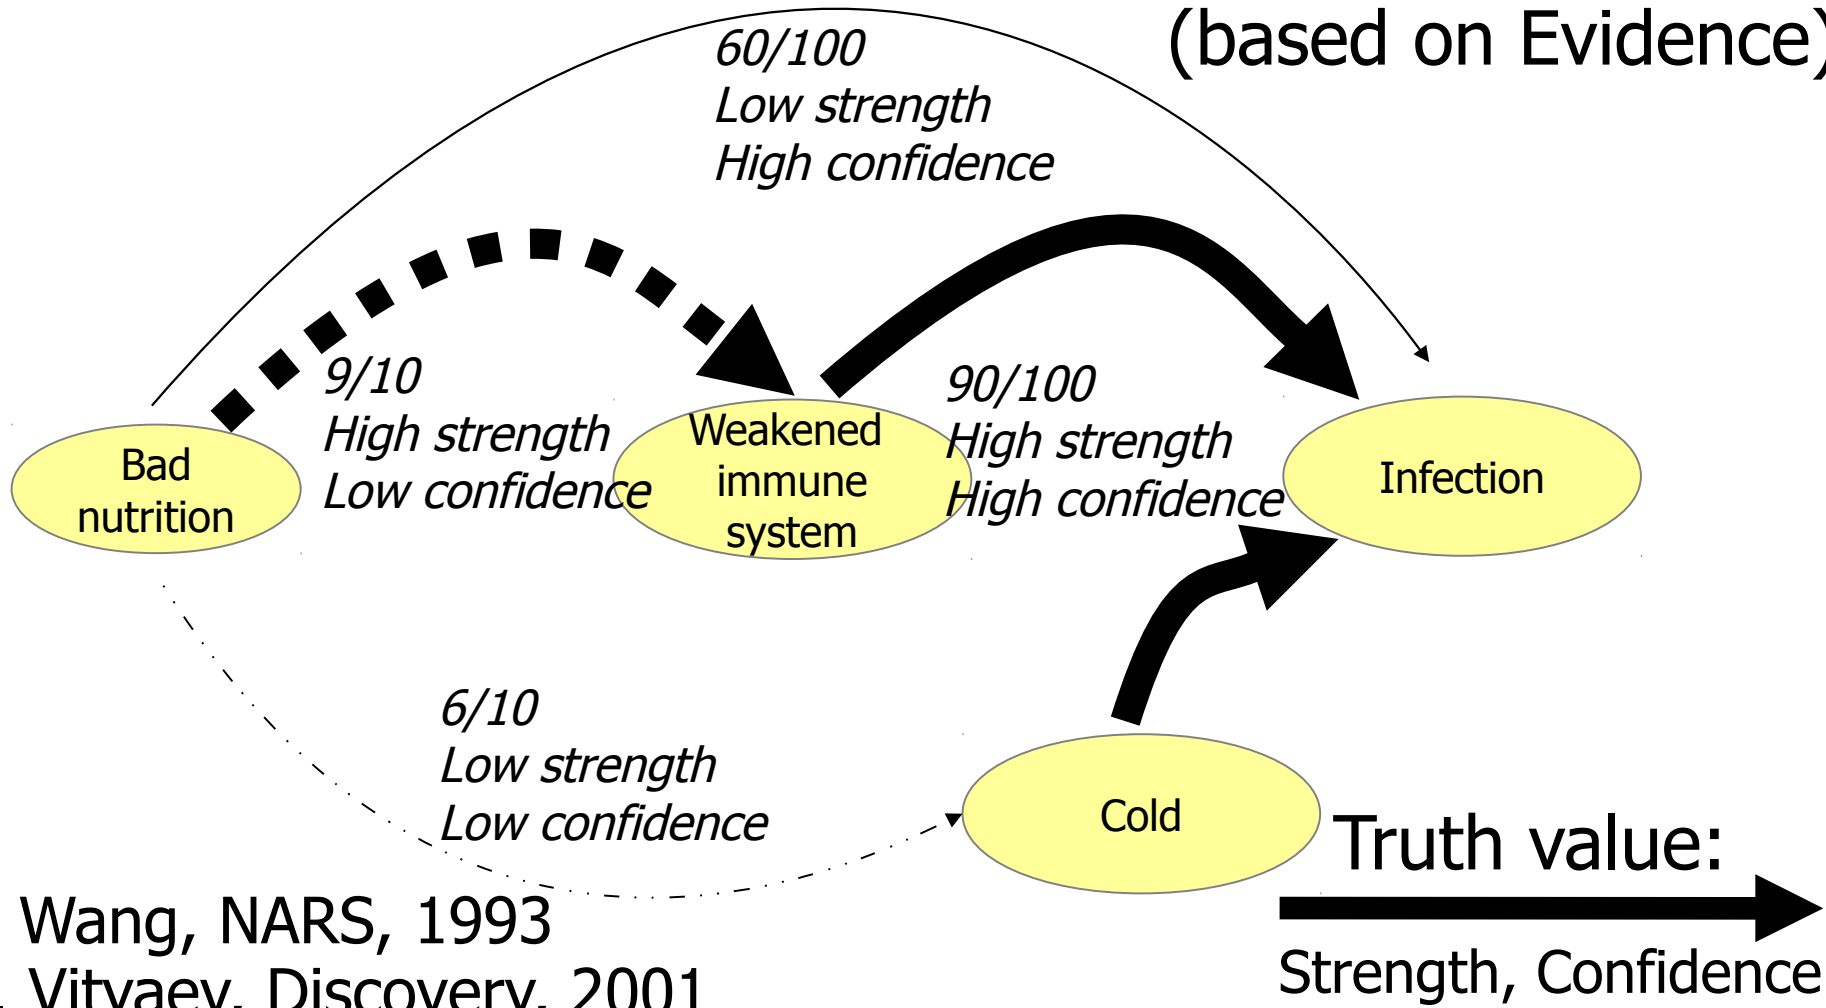 (based on Evidence)
60/100
Low strength
High confidence
9/10
High strength
Low confidence
90/100
High strength
High confidence
Bad
nutrition
Weakened
immune
system
Infection
6/10
Low strength
Low confidence
Cold
Truth value:
Strength, Confidence
Wang, NARS, 1993
Vityaev, Discovery, 2001